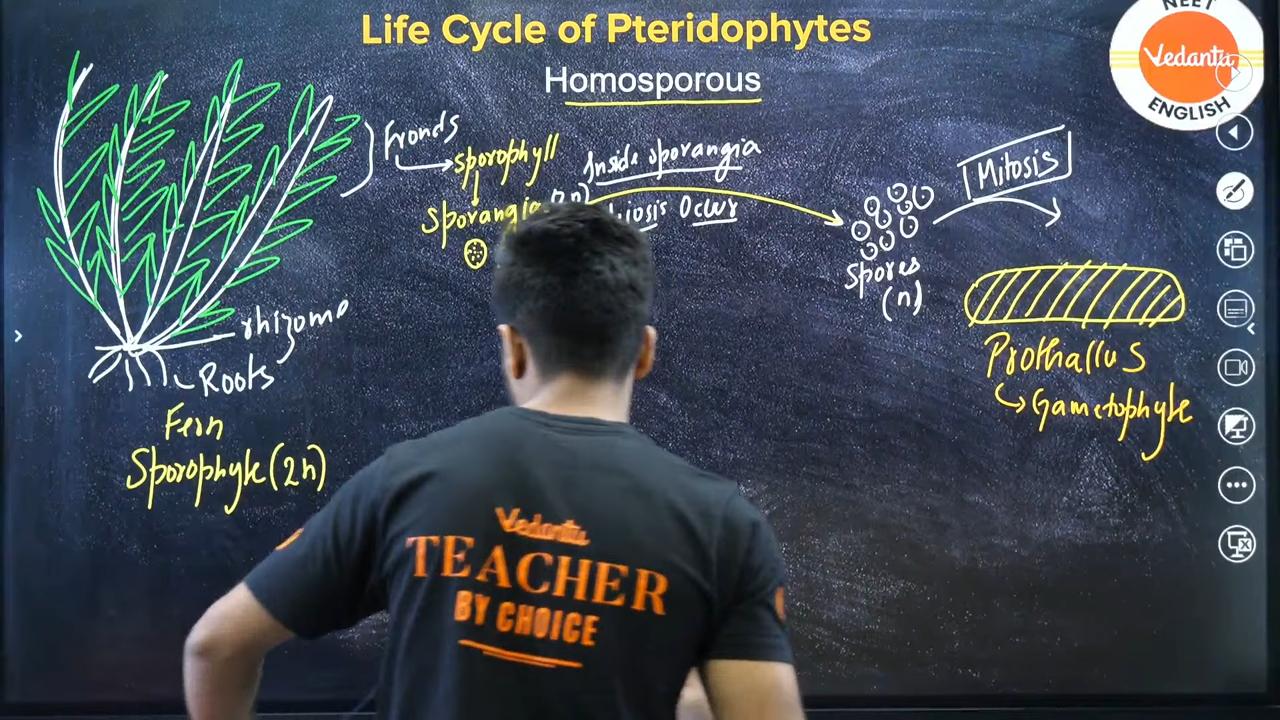 Life Cycle of Pteridophytes
Homosporous
NEET
Vedantu
ENGLISH
Fronds
Sporophyll
Sporangia (2n)
Inside sporangia
Occur
Spores
(n)
Mitosis
Prothallus
Gametophyte
rhizome
Roots
Fern
Sporophyte (2n)
Vedantu
TEACHER
BY CHOICE